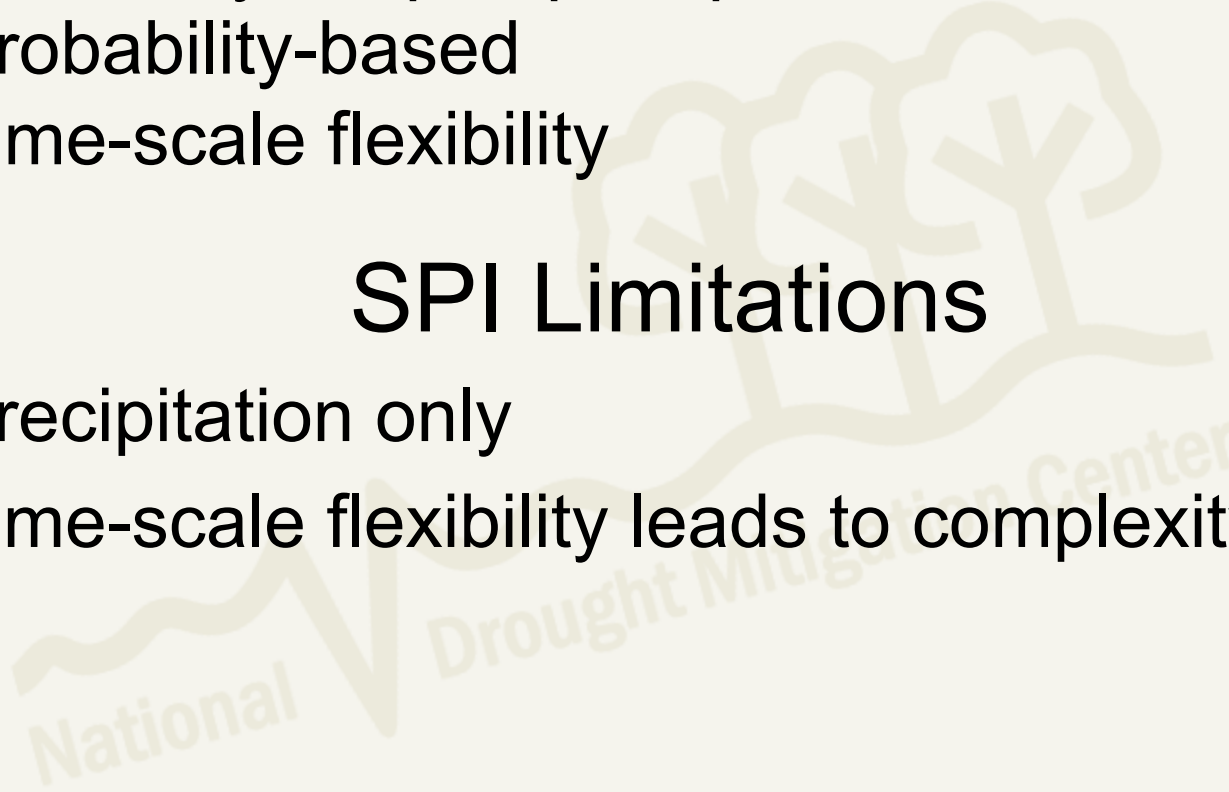 robability-based
me-scale flexibility
SPI Limitations
recipitation only
me-scale flexibility leads to complexit
National Drought Mitigation Center